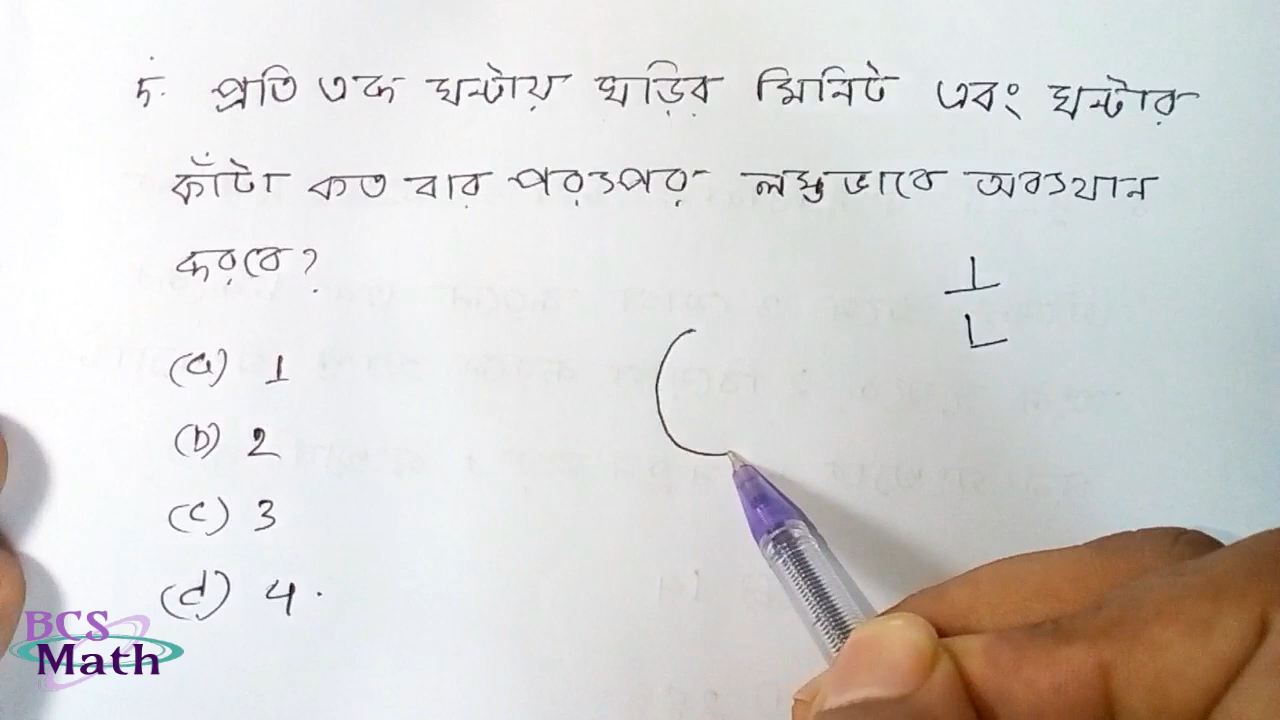 ৮. প্রতি এক ঘন্টায় ঘড়ির মিনিট এবং ঘন্টার
কাঁটা কত বার পরস্পর লম্বভাবে অবস্থান
করবে?
(a) 1
(b) 2
(c) 3
(d) 4.
BCS
Math